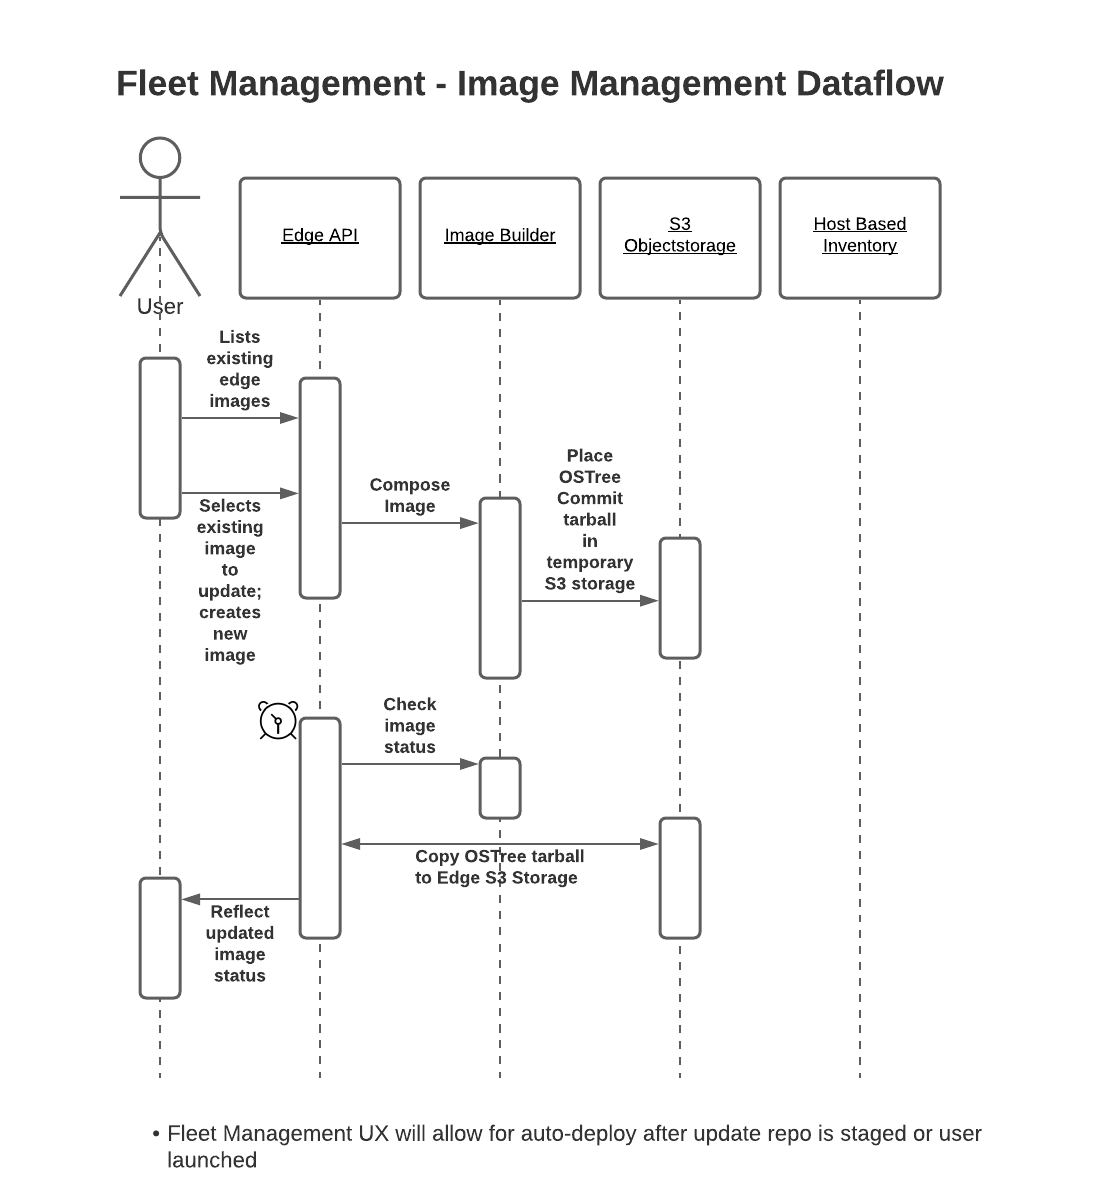 Fleet Management - Image Management Dataflow
User
Edge API
Image Builder
S3
Objectstorage
Host Based
Inventory
Lists
existing
edge
images
Selects
existing
image
to
update;
creates
new
image
Compose
Image
Place
OSTree
Commit
tarball
in
temporary
S3 storage
Check
image
status
Copy OSTree tarball
to Edge S3 Storage
Reflect
updated
image
status
• Fleet Management UX will allow for auto-deploy after update repo is staged or user
launched